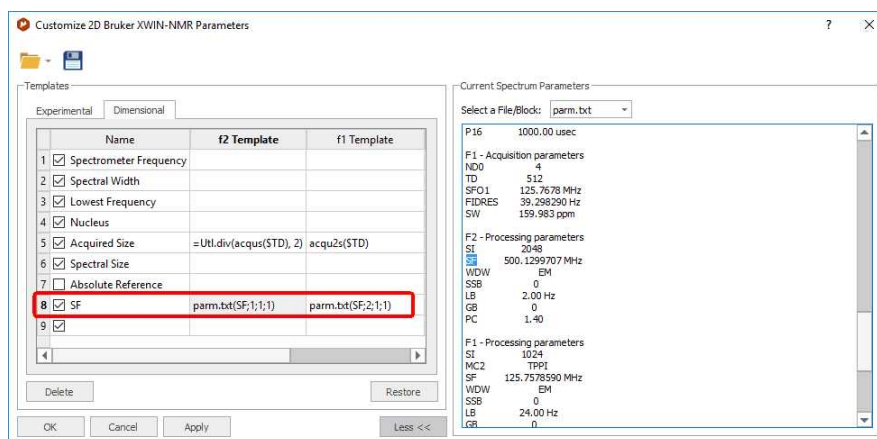 Customize 2D Bruker XWIN-NMR Parameters ? ×
Templates
Experimental Dimensional
Name f2 Template f1 Template
1 Spectrometer Frequency
2 Spectral Width
3 Lowest Frequency
4 Nucleus
5 Acquired Size =Utl.div(acqus($TD), 2) acqu2s($TD)
6 Spectral Size
7 Absolute Reference
8 SF parm.txt(SF;1;1;1) parm.txt(SF;2;1;1)
9
Delete Restore
OK Cancel Apply Less <<
Current Spectrum Parameters
Select a File/Block: parm.txt
P16 1000.00 usec
F1 - Acquisition parameters
ND0 4
TD 512
SFO1 125.7678 MHz
FIDRES 39.298290 Hz
SW 159.983 ppm
F2 - Processing parameters
SI 2048
SF 500.1299707 MHz
WDW EM
SSB 0
LB 2.00 Hz
GB 0
PC 1.40
F1 - Processing parameters
SI 1024
MC2 TPPI
SF 125.7578590 MHz
WDW EM
SSB 0
LB 24.00 Hz
GB 0